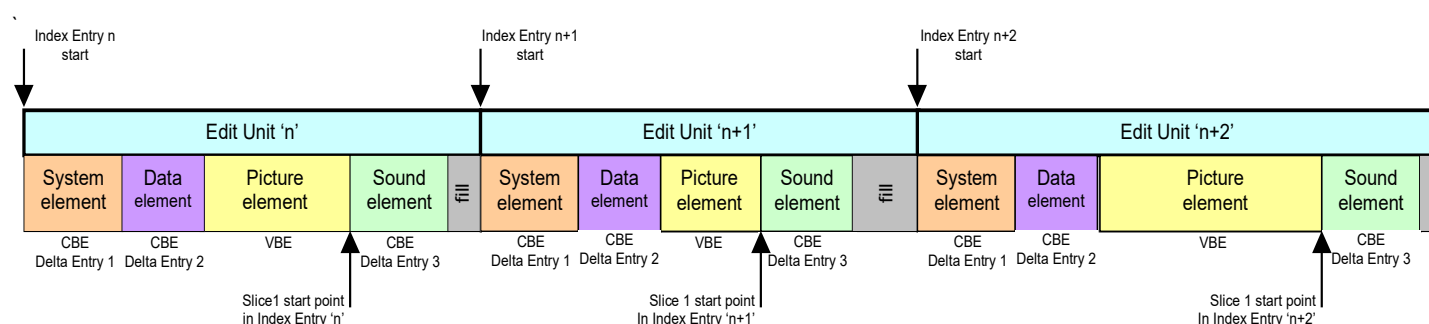 `
Index Entry n
start
Index Entry n+1
start
Index Entry n+2
start
Edit Unit ‘n’
Edit Unit ‘n+1’
Edit Unit ‘n+2’
System
element
Data
element
Picture
element
Sound
element
fill
System
element
Data
element
Picture
element
Sound
element
fill
System
element
Data
element
Picture
element
Sound
element
CBE
Delta Entry 1
CBE
Delta Entry 2
VBE
CBE
Delta Entry 3
CBE
Delta Entry 1
CBE
Delta Entry 2
VBE
CBE
Delta Entry 3
CBE
Delta Entry 1
CBE
Delta Entry 2
VBE
CBE
Delta Entry 3
Slice1 start point
in Index Entry ‘n’
Slice 1 start point
In Index Entry ‘n+1’
Slice 1 start point
In Index Entry ‘n+2’